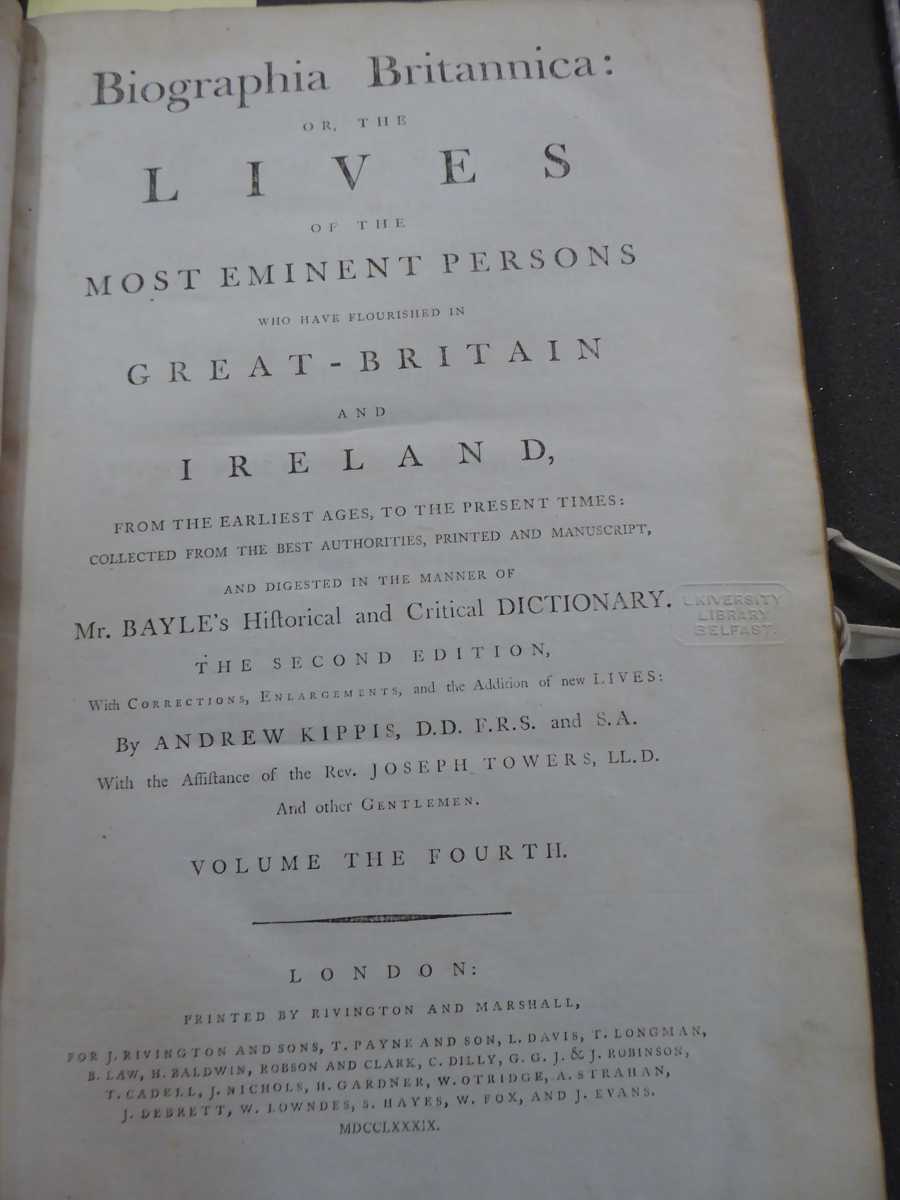 Biographia Britannica:
OR, THE
LIVES
OF THE
MOST EMINENT PERSONS
WHO HAVE FLOURISHED IN
GREAT-BRITAIN
AND
IRELAND,
FROM THE EARLIEST AGES, TO THE PRESENT TIMES:
COLLECTED FROM THE BEST AUTHORITIES, PRINTED AND MANUSCRIPT,
AND DIGESTED IN THE MANNER OF
Mr. BAYLE's Hiſtorical and Critical DICTIONARY.
THE SECOND EDITION,
With CORRECTIONS, ENLARGEMENTS, and the Addition of new LIVES:
By ANDREW KIPPIS, D.D. F.R.S. and S.A.
With the Aſſiſtance of the Rev. JOSEPH TOWERS, LL.D.
And other GENTLEMEN.
VOLUME THE FOURTH.
LONDON:
PRINTED BY RIVINGTON AND MARSHALL,
FOR J. RIVINGTON AND SONS, T. PAYNE AND SON, L. DAVIS, T. LONGMAN,
B. LAW, H. BALDWIN, ROBSON AND CLARK, C. DILLY, G. G. J. & J. ROBINSON,
T. CADELL, J. NICHOLS, H. GARDNER, W. OTRIDGE, A. STRAHAN,
J. DEBRETT, W. LOWNDES, S. HAYES, W. FOX, AND J. EVANS.
MDCCLXXXIX.
UNIVERSITY
LIBRARY
BELFAST.